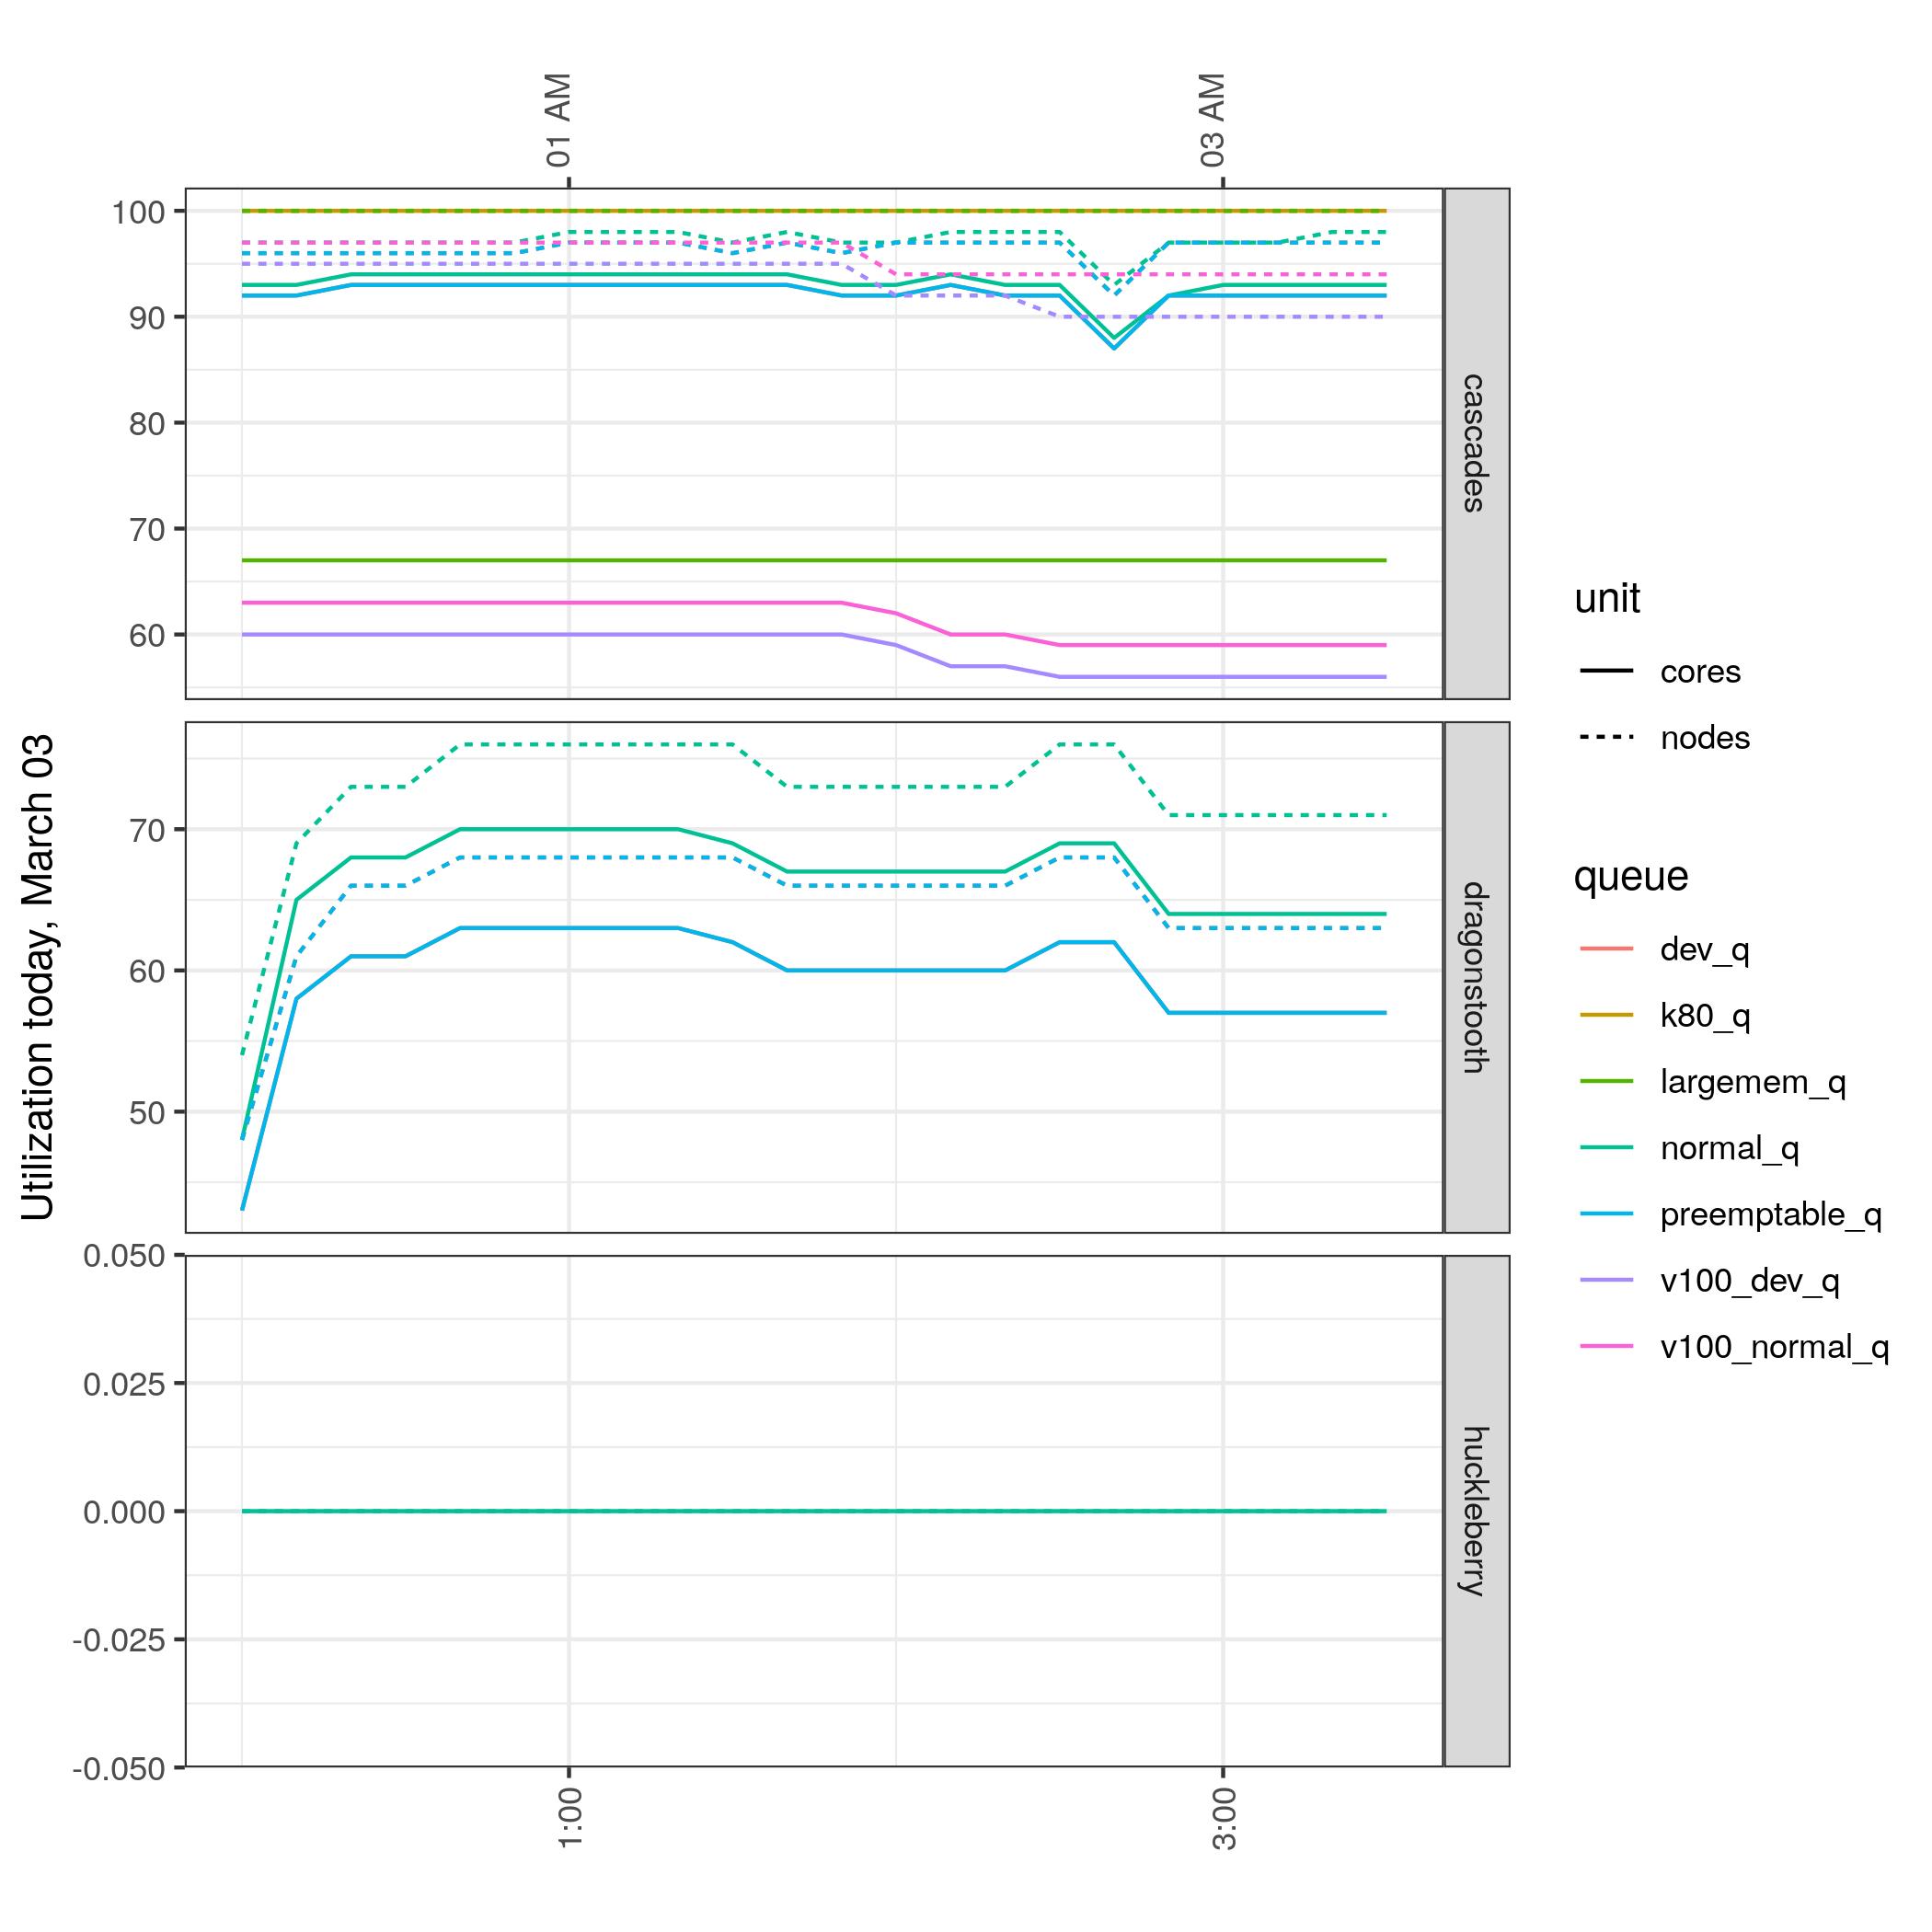 01 AM
03 AM
100
90
80
70
60
cascades
Utilization today, March 03
70
60
50
dragonstooth
0.050
0.025
0.000
-0.025
-0.050
huckleberry
1:00
3:00
unit
cores
nodes
queue
dev_q
k80_q
largemem_q
normal_q
preemptable_q
v100_dev_q
v100_normal_q